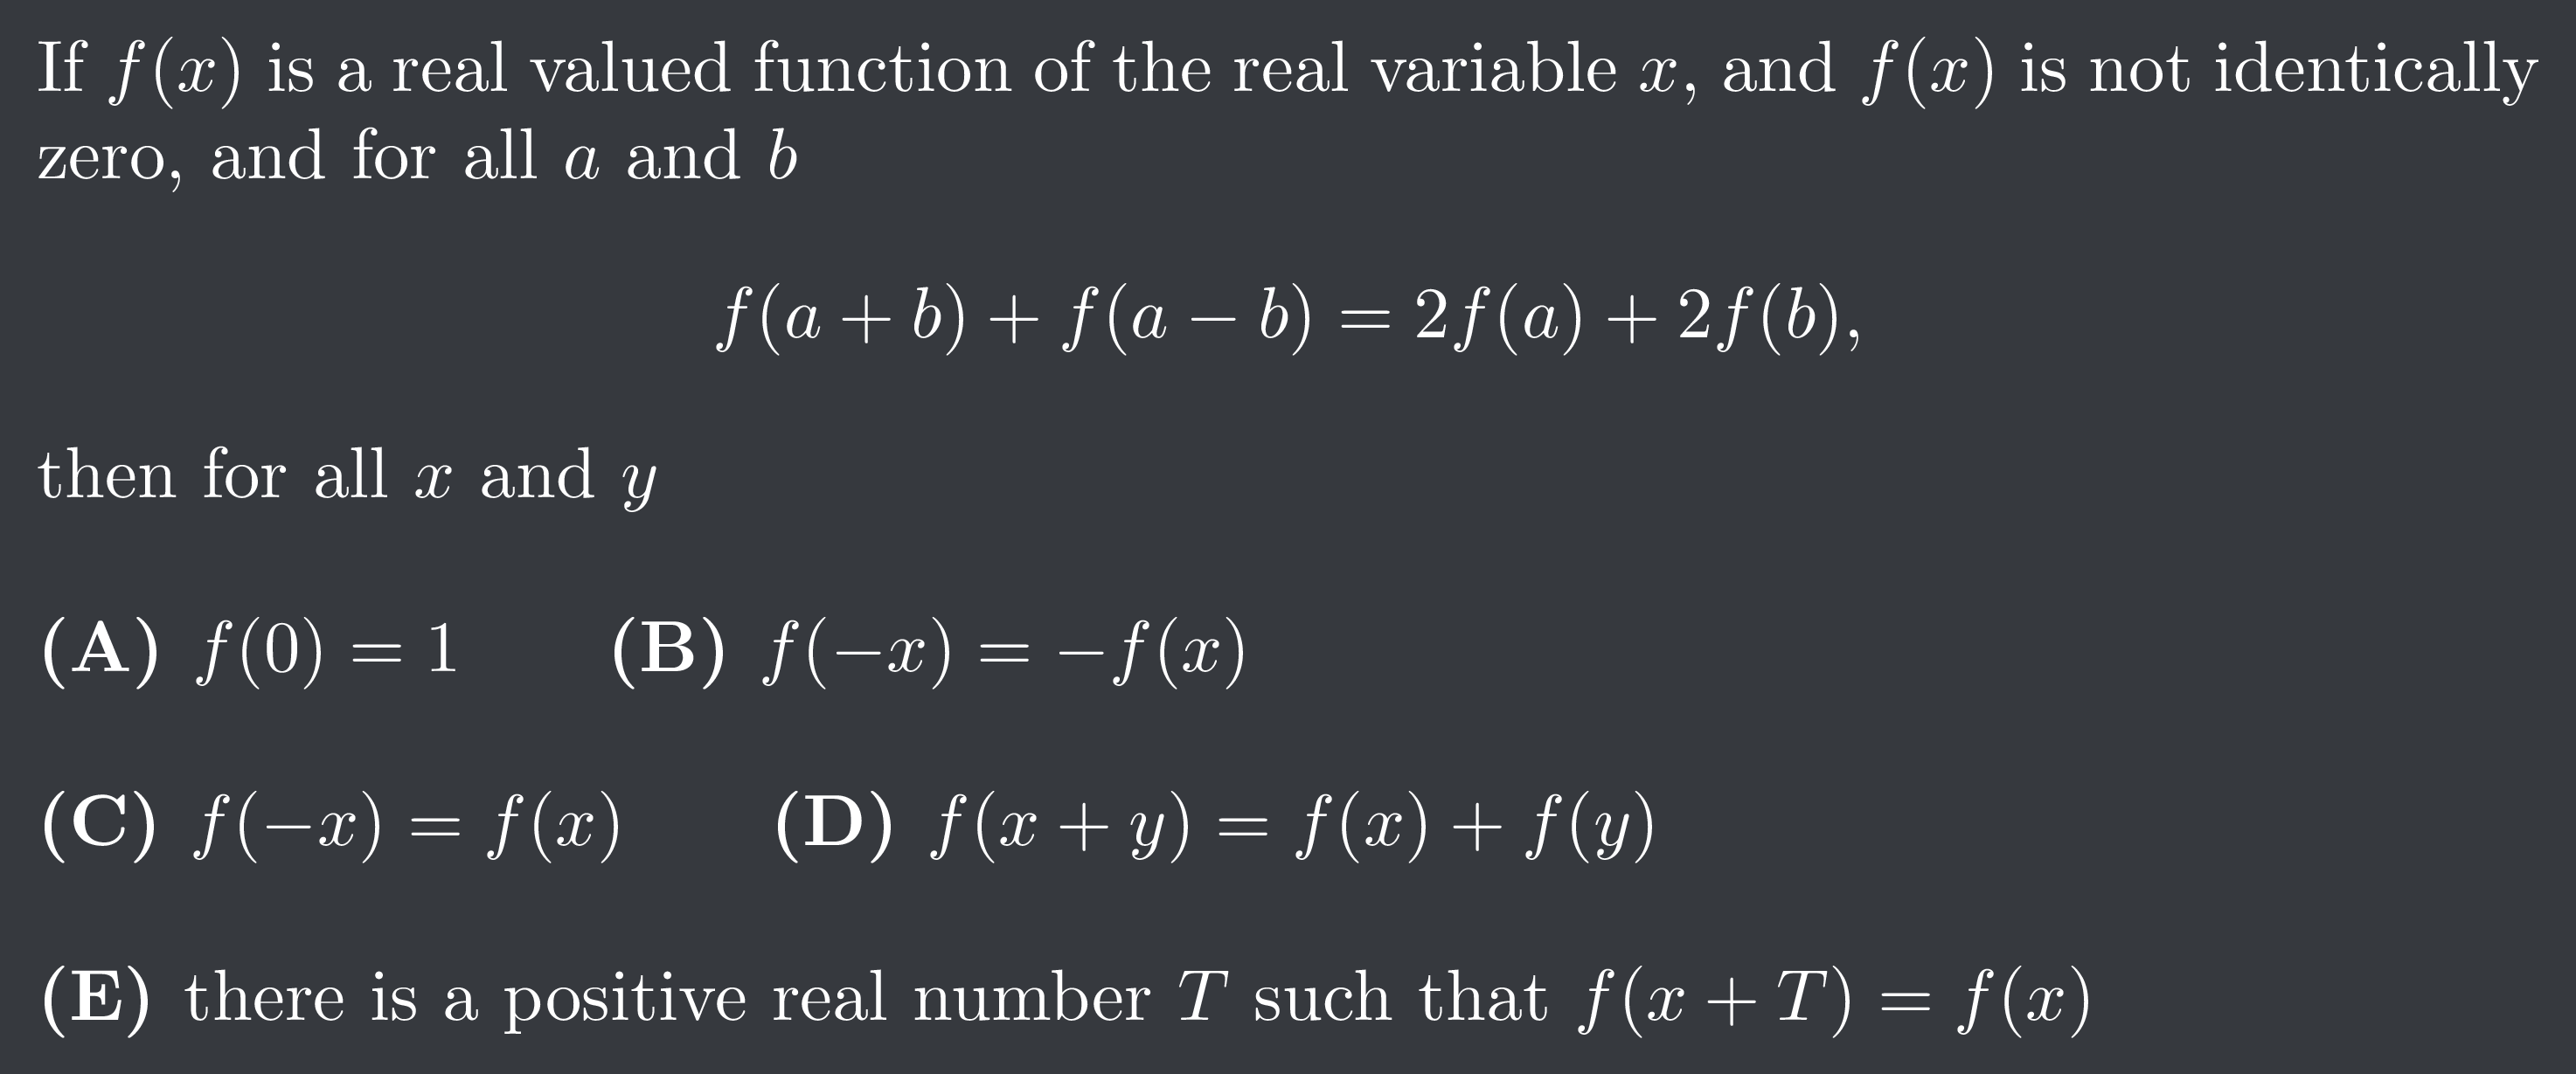 If f(x) is a real valued function of the real variable x, and f(x) is not identically
zero, and for all a and b
f(a + b) + f(a − b) = 2f(a) + 2f(b),
then for all x and y
(A) f(0) = 1 (B) f(−x) = −f(x)
(C) f(−x) = f(x) (D) f(x + y) = f(x) + f(y)
(E) there is a positive real number T such that f(x + T) = f(x)